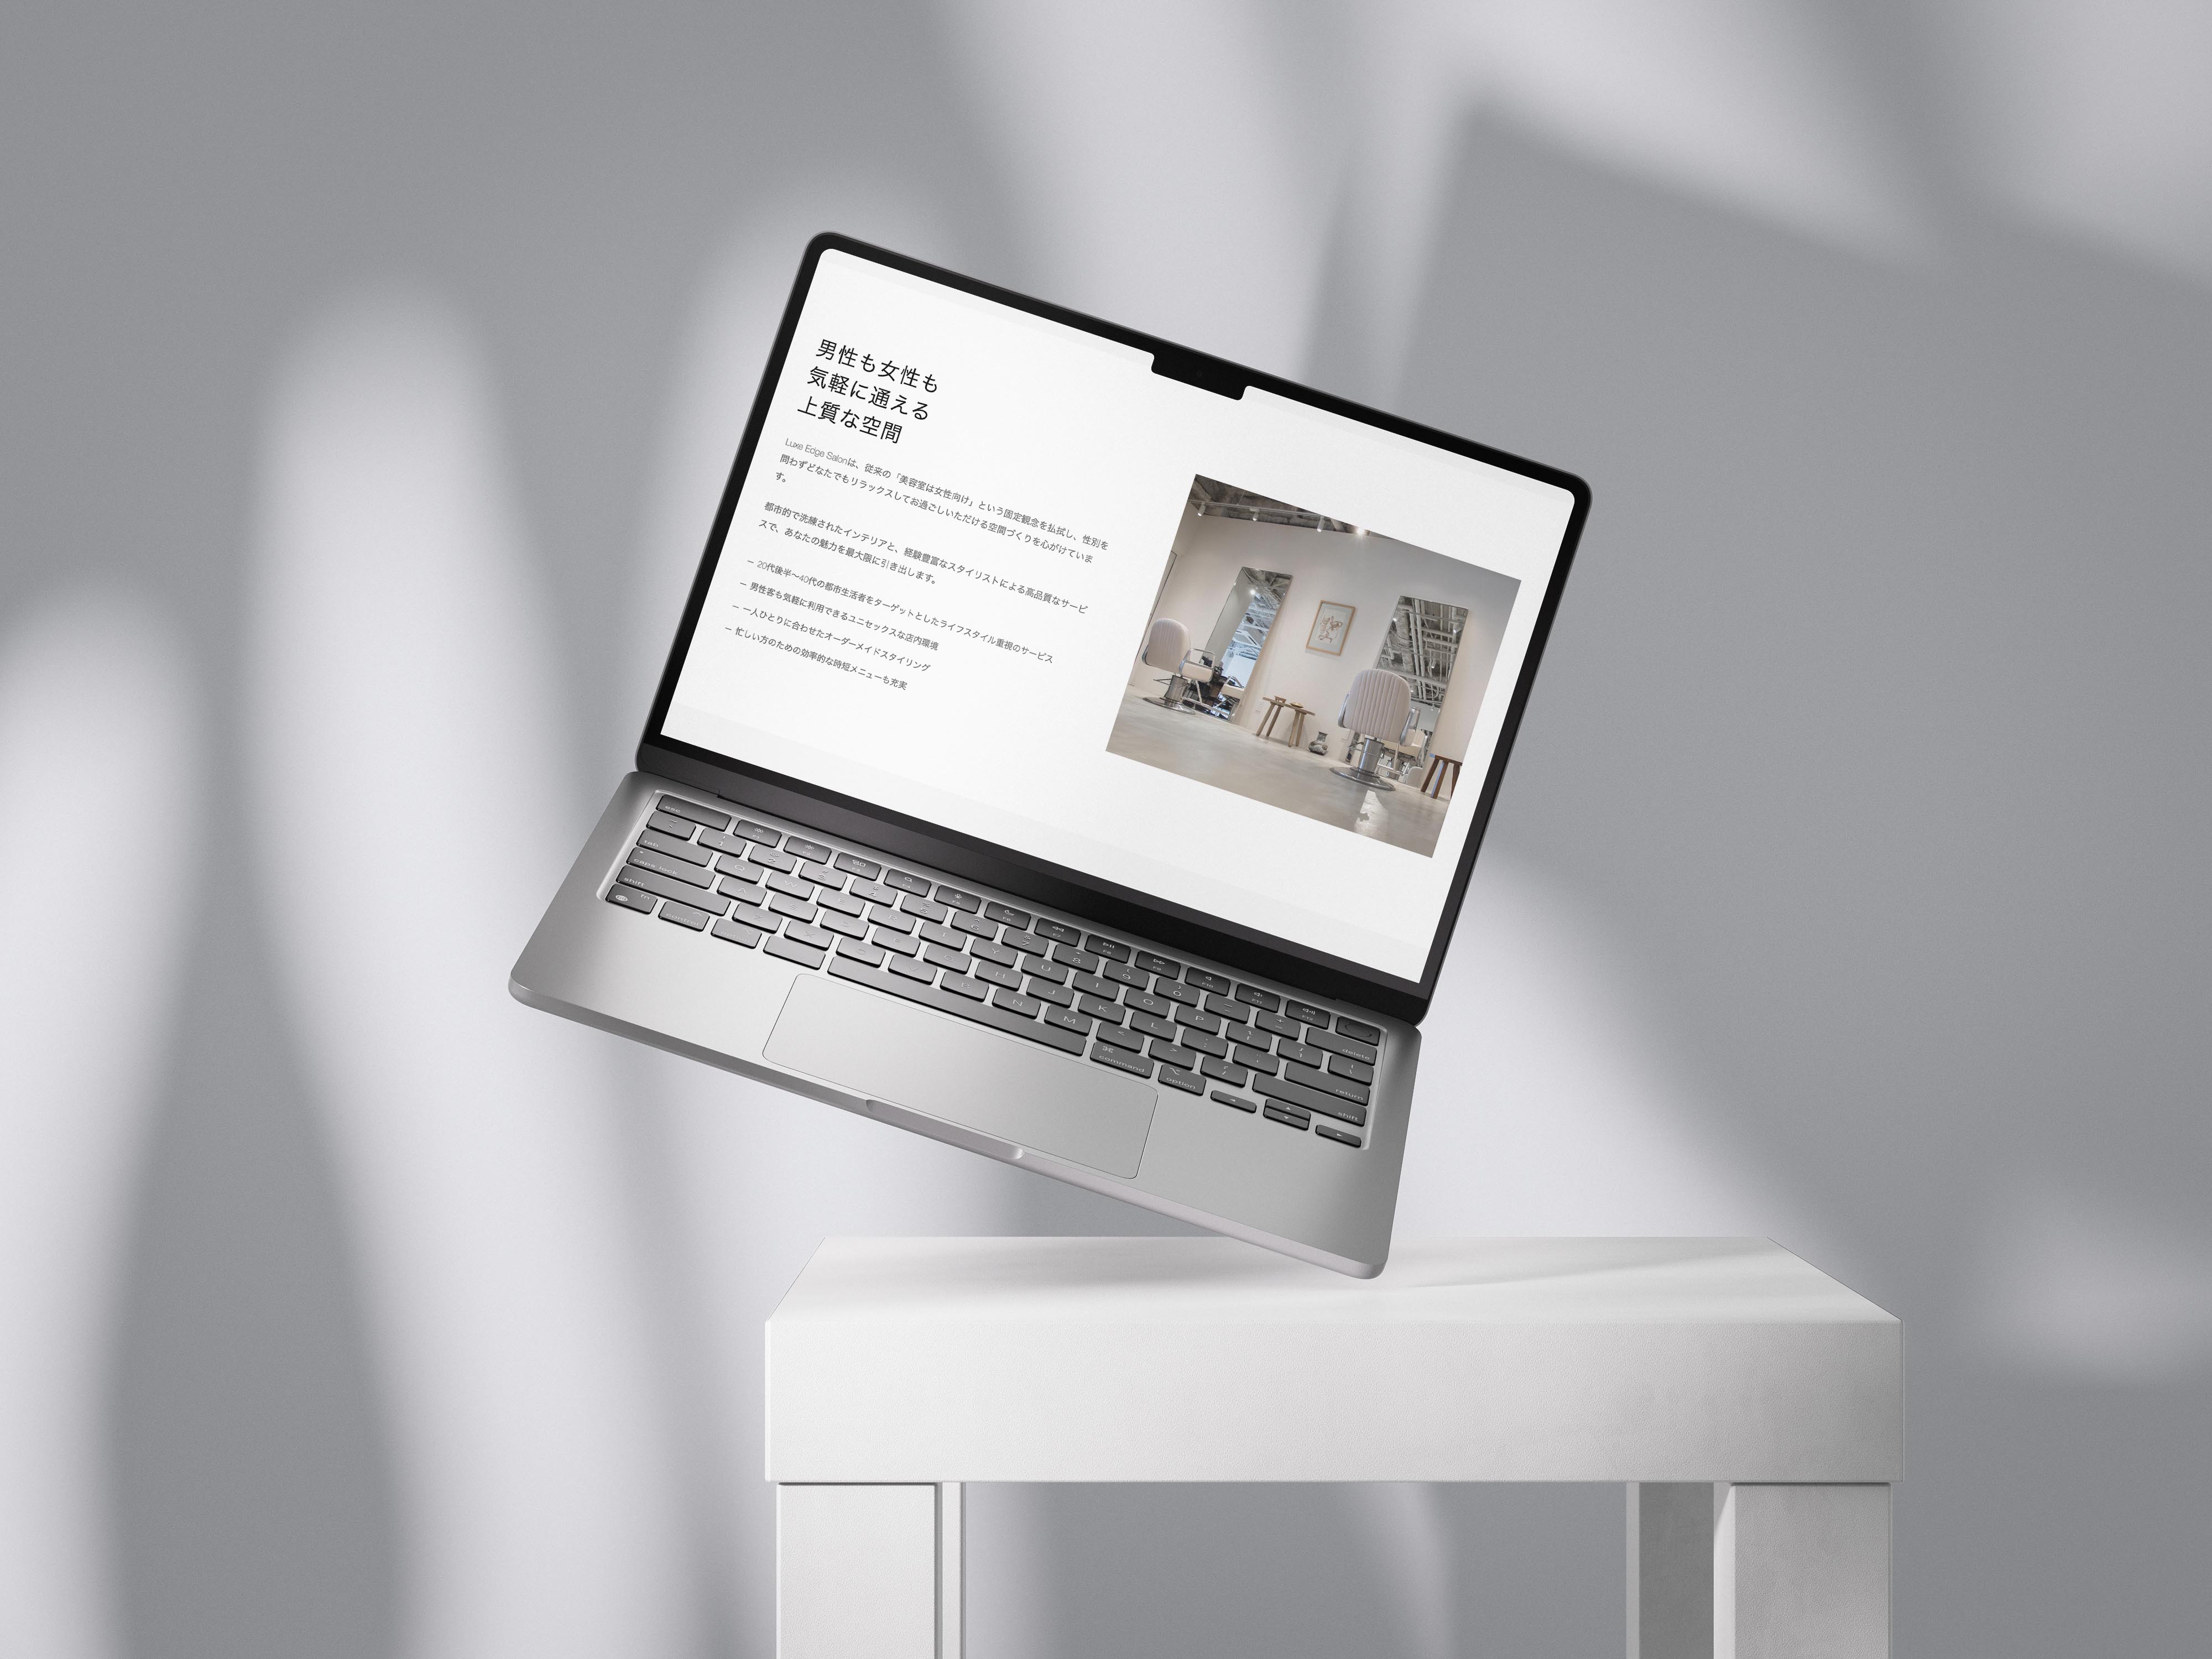 男性も女性も
気軽に通える
上質な空間
Luxe Edge Salonは、従来の「美容室は女性向け」という固定観念を払拭し、性別を
問わずどなたでもリラックスしてお過ごしいただける空間づくりを心がけていま
す。
都市的で洗練されたインテリアと、経験豊富なスタイリストによる高品質なサービ
スで、あなたの魅力を最大限に引き出します。
— 20代後半〜40代の都市生活者をターゲットとしたライフスタイル重視のサービス
— 男性客も気軽に利用できるユニセックスな店内環境
— 一人ひとりに合わせたオーダーメイドスタイリング
— 忙しい方のための効率的な時短メニューも充実
esc
tab
caps lock
shift
fn
control
command
option
delete
return
shift